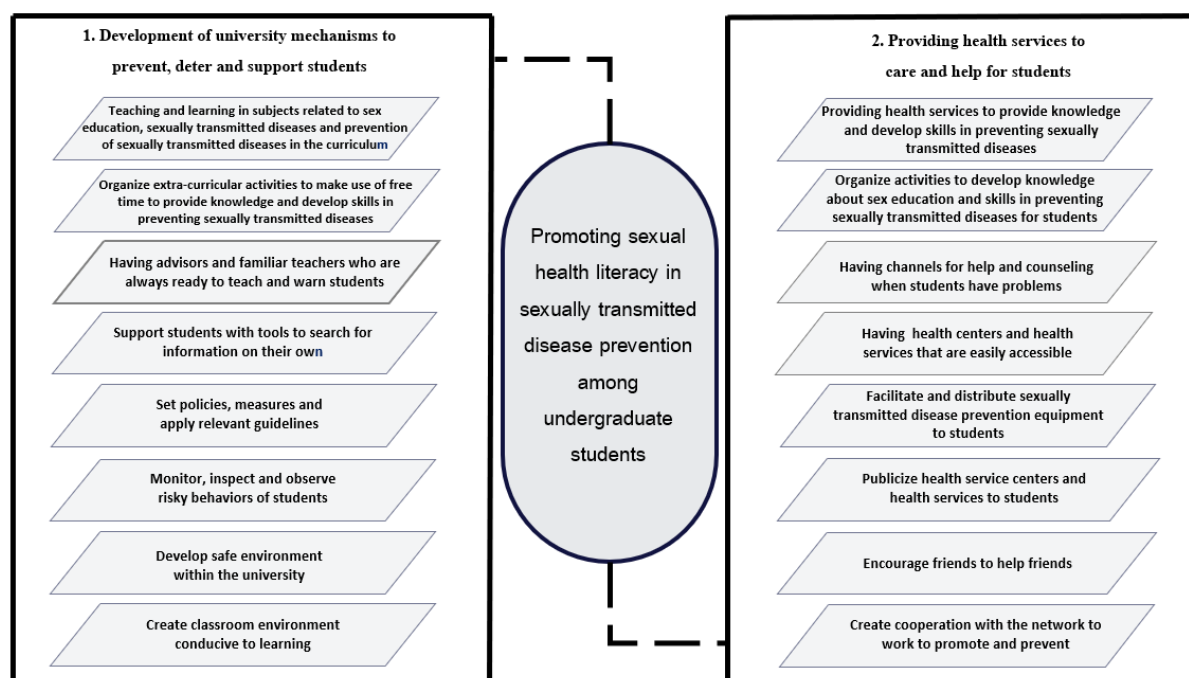 1. Development of university mechanisms to
prevent, deter and support students
Teaching and learning in subjects related to sex
education, sexually transmitted diseases and prevention
of sexually transmitted diseases in the curriculum
Organize extra-curricular activities to make use of free
time to provide knowledge and develop skills in
preventing sexually transmitted diseases
Having advisors and familiar teachers who are
always ready to teach and warn students
Support students with tools to search for
information on their own
Set policies, measures and
apply relevant guidelines
Monitor, inspect and observe
risky behaviors of students
Develop safe environment
within the university
Create classroom environment
conducive to learning
Promoting sexual
health literacy in
sexually transmitted
disease prevention
among
undergraduate
students
2. Providing health services to
care and help for students
Providing health services to provide knowledge
and develop skills in preventing sexually
transmitted diseases
Organize activities to develop knowledge
about sex education and skills in preventing
sexually transmitted diseases for students
Having channels for help and counseling
when students have problems
Having health centers and health
services that are easily accessible
Facilitate and distribute sexually
transmitted disease prevention equipment
to students
Publicize health service centers and
health services to students
Encourage friends to help friends
Create cooperation with the network to
work to promote and prevent